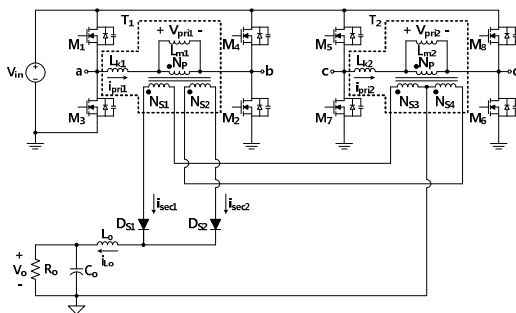 T1 T2
M1 + Vpri1 - M4 M5 + Vpri2 - M8
Lk1 Lm1 Lk2 Lm2
NP NP
Vin a b c d
ipri1 ipri2
M3 NS1 NS2 M2 M7 NS3 NS4 M6
isec1 isec2
DS1 DS2
Lo
+ iLo
Vo Ro Co
-